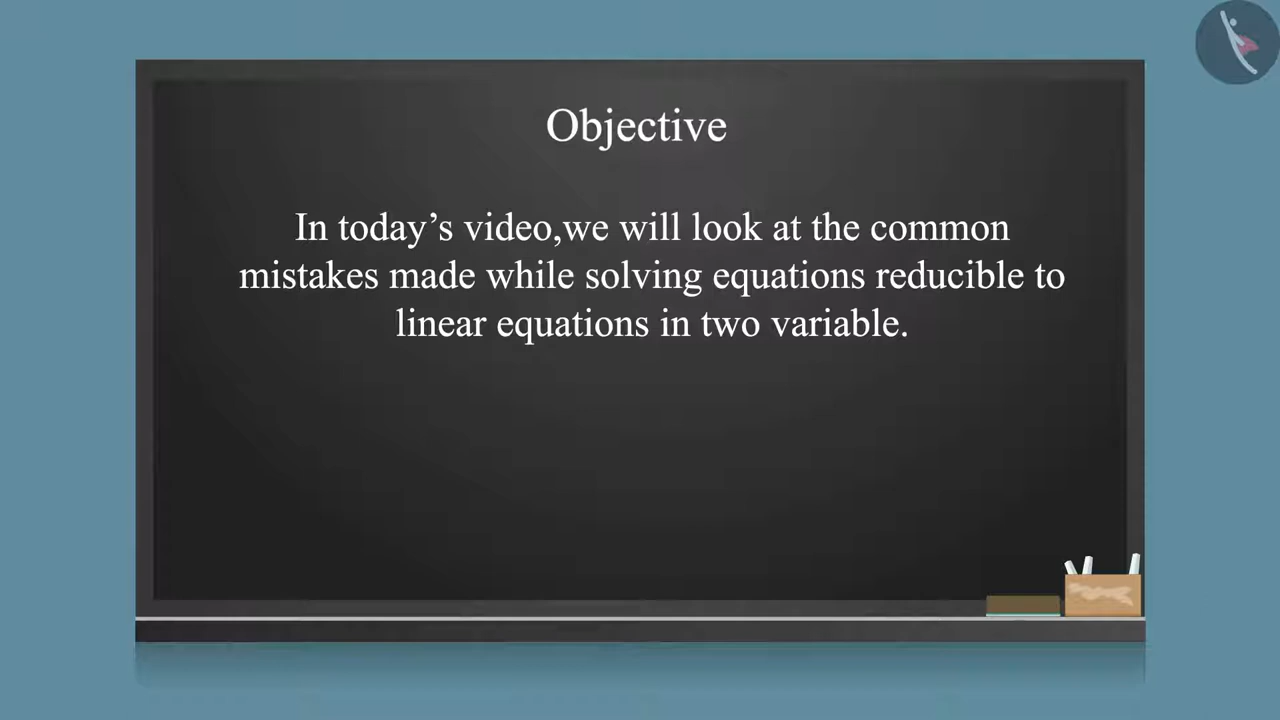 Objective
In today’s video,we will look at the common
mistakes made while solving equations reducible to
linear equations in two variable.